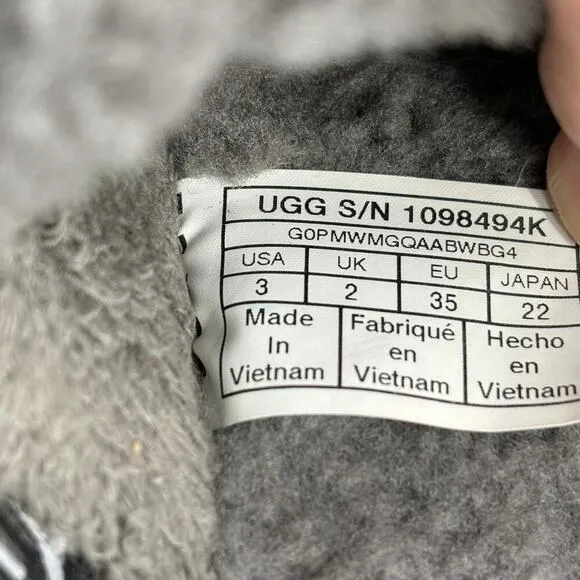 UGG S/N 1098494K
G0PMWMGQAABWBG4
USA UK EU JAPAN
3 2 35 22
Made In Vietnam
Fabriqué en Vietnam
Hecho en Vietnam